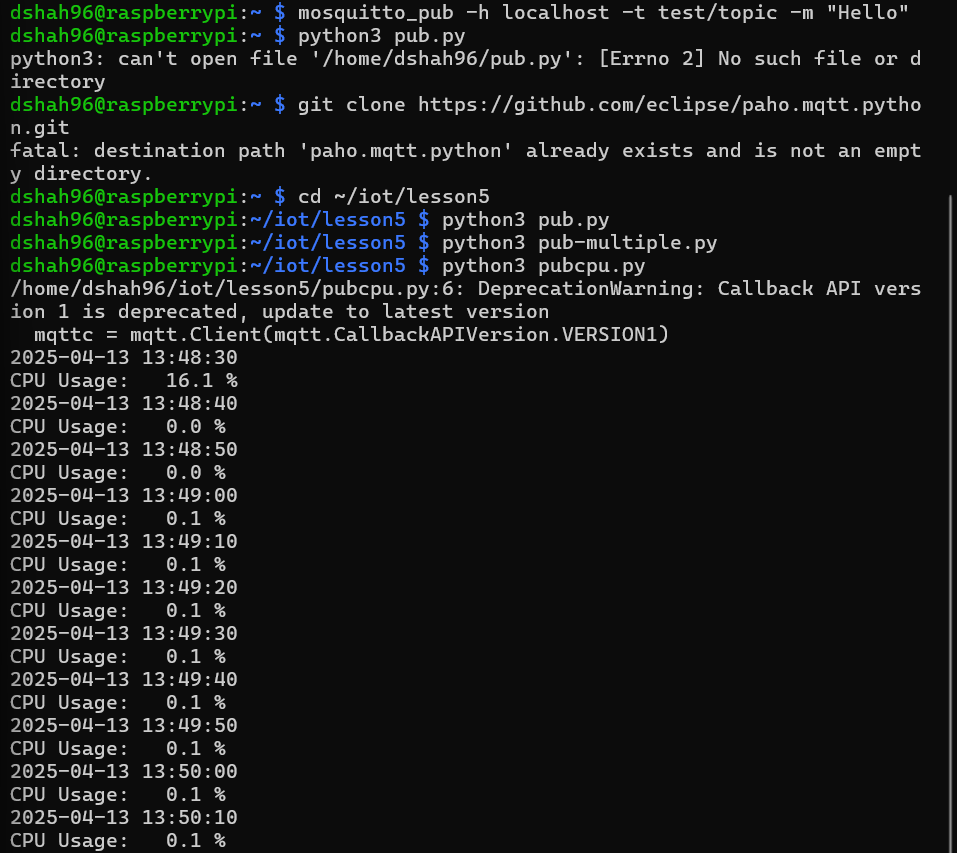 dshah96@raspberrypi:~ $ mosquitto_pub -h localhost -t test/topic -m "Hello"
dshah96@raspberrypi:~ $ python3 pub.py
python3: can't open file '/home/dshah96/pub.py': [Errno 2] No such file or d
irectory
dshah96@raspberrypi:~ $ git clone https://github.com/eclipse/paho.mqtt.pytho
n.git
fatal: destination path 'paho.mqtt.python' already exists and is not an empt
y directory.
dshah96@raspberrypi:~ $ cd ~/iot/lesson5
dshah96@raspberrypi:~/iot/lesson5 $ python3 pub.py
dshah96@raspberrypi:~/iot/lesson5 $ python3 pub-multiple.py
dshah96@raspberrypi:~/iot/lesson5 $ python3 pubcpu.py
/home/dshah96/iot/lesson5/pubcpu.py:6: DeprecationWarning: Callback API vers
ion 1 is deprecated, update to latest version
  mqttc = mqtt.Client(mqtt.CallbackAPIVersion.VERSION1)
2025-04-13 13:48:30
CPU Usage:   16.1 %
2025-04-13 13:48:40
CPU Usage:   0.0 %
2025-04-13 13:48:50
CPU Usage:   0.0 %
2025-04-13 13:49:00
CPU Usage:   0.1 %
2025-04-13 13:49:10
CPU Usage:   0.1 %
2025-04-13 13:49:20
CPU Usage:   0.1 %
2025-04-13 13:49:30
CPU Usage:   0.1 %
2025-04-13 13:49:40
CPU Usage:   0.1 %
2025-04-13 13:49:50
CPU Usage:   0.1 %
2025-04-13 13:50:00
CPU Usage:   0.1 %
2025-04-13 13:50:10
CPU Usage:   0.1 %